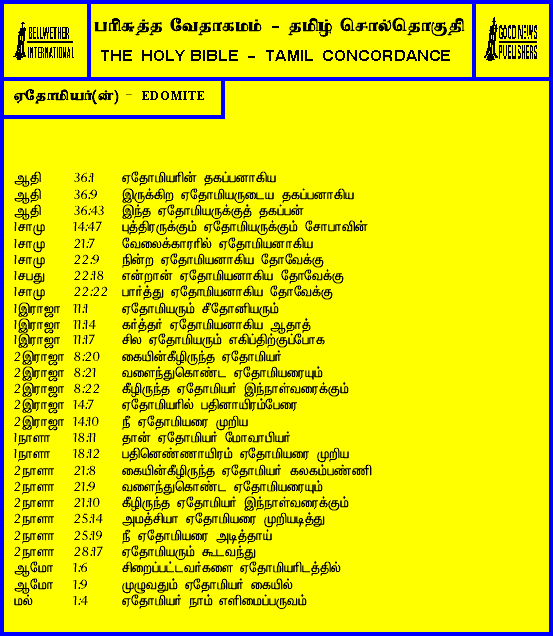 BELLWETHER
INTERNATIONAL
பரிசுத்த வேதாகமம் - தமிழ் சொல்தொகுதி
THE HOLY BIBLE - TAMIL CONCORDANCE
GOOD NEWS
PUBLISHERS
ஏதோமியர்(ன்) - EDOMITE
ஆதி 36:1 ஏதோமியரின் தகப்பனாகிய
ஆதி 36:9 இருக்கிற ஏதோமியருடைய தகப்பனாகிய
ஆதி 36:43 இந்த ஏதோமியருக்குத் தகப்பன்
1சாமு 14:47 புத்திரருக்கும் ஏதோமியருக்கும் சோபாவின்
1சாமு 21:7 வேலைக்காரரில் ஏதோமியனாகிய
1சாமு 22:9 நின்ற ஏதோமியனாகிய தோவேக்கு
1சபது 22:18 என்றான் ஏதோமியனாகிய தோவேக்கு
1சாமு 22:22 பார்த்து ஏதோமியனாகிய தோவேக்கு
1இராஜா 11:1 ஏதோமியரும் சீதோனியரும்
1இராஜா 11:14 கர்த்தர் ஏதோமியனாகிய ஆதாத்
1இராஜா 11:17 சில ஏதோமியரும் எகிப்திற்குப்போக
2இராஜா 8:20 கையின்கீழிருந்த ஏதோமியர்
2இராஜா 8:21 வளைந்துகொண்ட ஏதோமியரையும்
2இராஜா 8:22 கீழிருந்த ஏதோமியர் இந்நாள்வரைக்கும்
2இராஜா 14:7 ஏதோமியரில் பதினாயிரம்பேரை
2இராஜா 14:10 நீ ஏதோமியரை முறிய
1நாளா 18:11 தான் ஏதோமியர் மோவாபியர்
1நாளா 18:12 பதினெண்ணாயிரம் ஏதோமியரை முறிய
2நாளா 21:8 கையின்கீழிருந்த ஏதோமியர் கலகம்பண்ணி
2நாளா 21:9 வளைந்துகொண்ட ஏதோமியரையும்
2நாளா 21:10 கீழிருந்த ஏதோமியர் இந்நாள்வரைக்கும்
2நாளா 25:14 அமத்சியா ஏதோமியரை முறியடித்து
2நாளா 25:19 நீ ஏதோமியரை அடித்தாய்
2நாளா 28:17 ஏதோமியரும் கூடவந்து
ஆமோ 1:6 சிறைப்பட்டவர்களை ஏதோமியரிடத்தில்
ஆமோ 1:9 முழுவதும் ஏதோமியர் கையில்
மல் 1:4 ஏதோமியர் நாம் எளிமைப்பருவம்